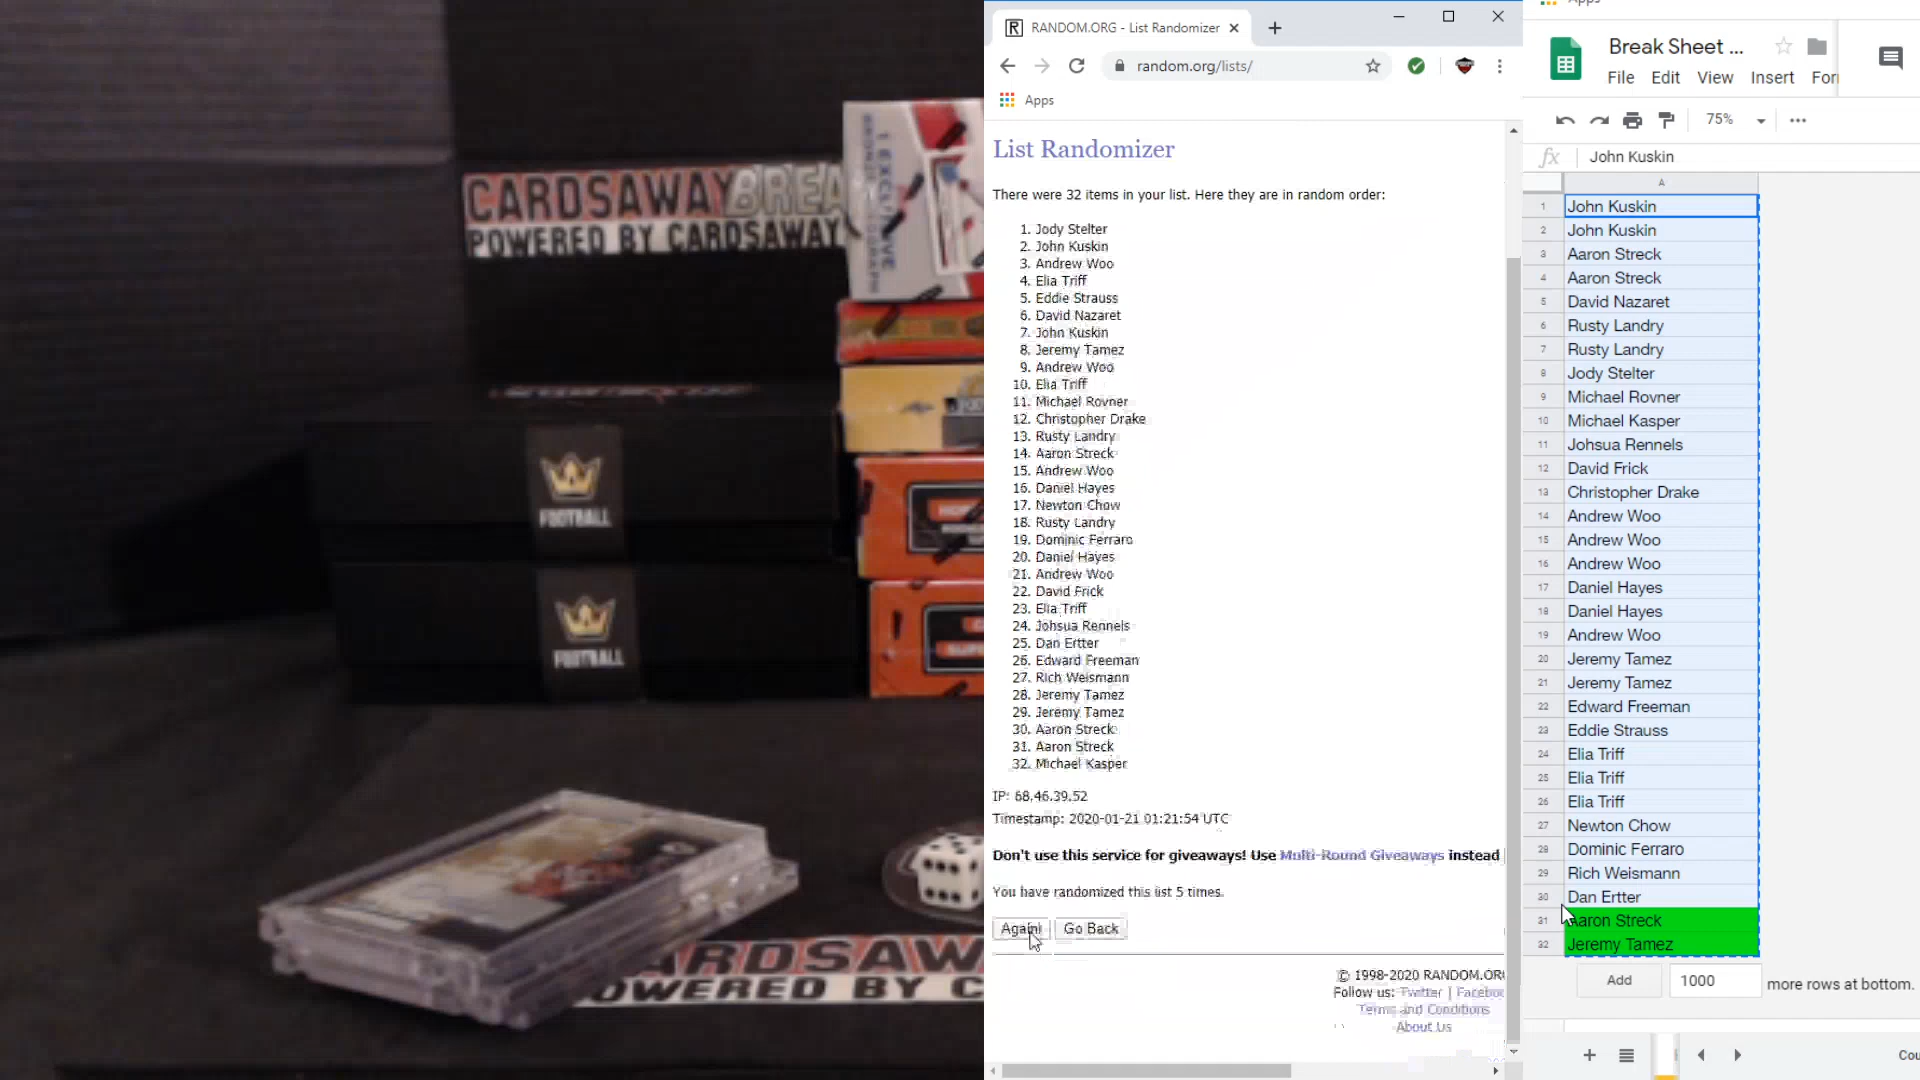 CARDSAWAYBREA
POWERED BY CARDSAWAY
1 EXCLUSIVE
FOOTBALL
FOOTBALL
POWERED BY C
RANDOM.ORG - List Randomizer
random.org/lists/
Apps
List Randomizer
There were 32 items in your list. Here they are in random order:
1. Jody Stelter
2. John Kuskin
3. Andrew Woo
4. Elia Triff
5. Eddie Strauss
6. David Nazaret
7. John Kuskin
8. Jeremy Tamez
9. Andrew Woo
10. Elia Triff
11. Michael Rovner
12. Christopher Drake
13. Rusty Landry
14. Aaron Streck
15. Andrew Woo
16. Daniel Hayes
17. Newton Chow
18. Rusty Landry
19. Dominic Ferraro
20. Daniel Hayes
21. Andrew Woo
22. David Frick
23. Elia Triff
24. Johsua Rennels
25. Dan Ertter
26. Edward Freeman
27. Rich Weismann
28. Jeremy Tamez
29. Jeremy Tamez
30. Aaron Streck
31. Aaron Streck
32. Michael Kasper
IP: 68.46.39.52
Timestamp: 2020-01-21 01:21:54 UTC
Don't use this service for giveaways! Use Multi-Round Giveaways instead
You have randomized this list 5 times.
Again! Go Back
© 1998-2020 RANDOM.ORG
Follow us: Twitter | Faceboo
Terms and Conditions
About Us
Apps
Break Sheet ...
File Edit View Insert For
75%
fx John Kuskin
A
1 John Kuskin
2 John Kuskin
3 Aaron Streck
4 Aaron Streck
5 David Nazaret
6 Rusty Landry
7 Rusty Landry
8 Jody Stelter
9 Michael Rovner
10 Michael Kasper
11 Johsua Rennels
12 David Frick
13 Christopher Drake
14 Andrew Woo
15 Andrew Woo
16 Andrew Woo
17 Daniel Hayes
18 Daniel Hayes
19 Andrew Woo
20 Jeremy Tamez
21 Jeremy Tamez
22 Edward Freeman
23 Eddie Strauss
24 Elia Triff
25 Elia Triff
26 Elia Triff
27 Newton Chow
28 Dominic Ferraro
29 Rich Weismann
30 Dan Ertter
31 Aaron Streck
32 Jeremy Tamez
Add 1000 more rows at bottom.
Cou